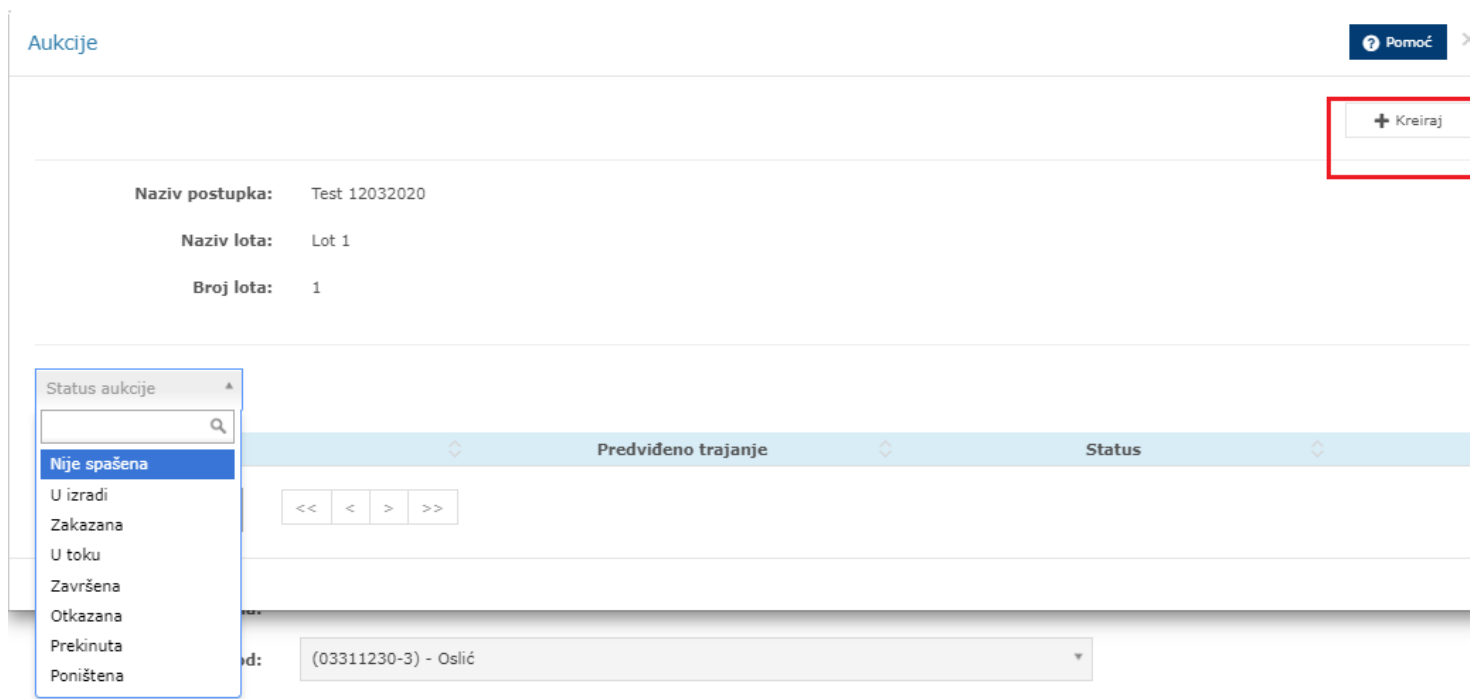 Aukcije
Pomoć
Kreiraj
Naziv postupka: Test 12032020
Naziv lota: Lot 1
Broj lota: 1
Status aukcije
Predviđeno trajanje Status
Nije spašena
U izradi
<< < > >>
Zakazana
U toku
Završena
Otkazana
Prekinuta
od: (03311230-3) - Oslić
Poništena